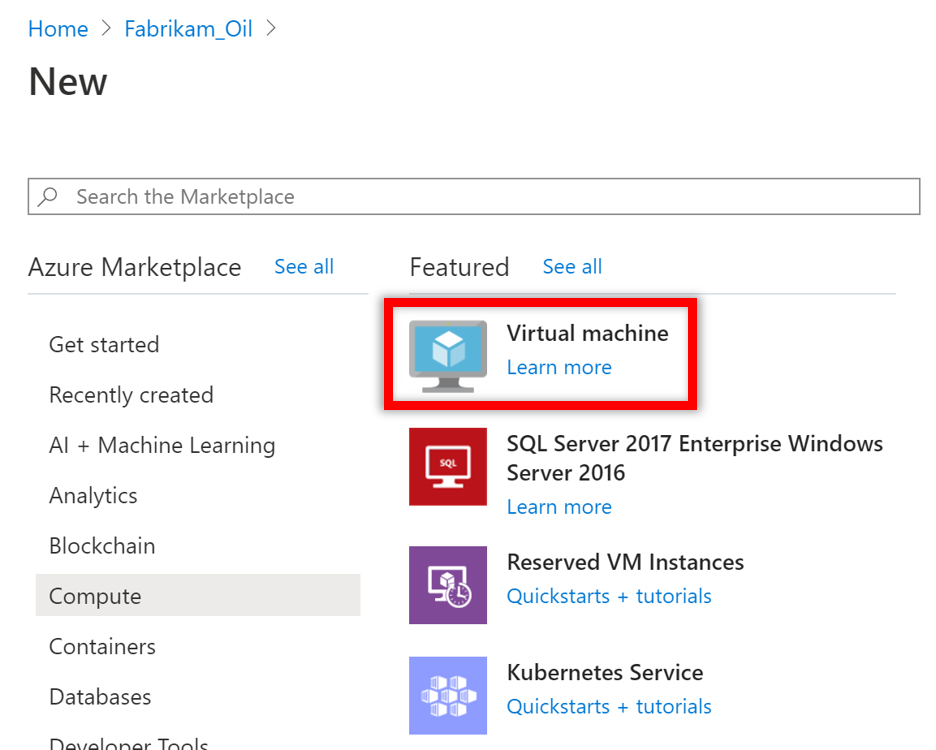 Home > Fabrikam_Oil >
New
Search the Marketplace
Azure Marketplace See all
Get started
Recently created
AI + Machine Learning
Analytics
Blockchain
Compute
Containers
Databases
Developer Tools
Featured See all
Virtual machine
Learn more
SQL
SQL Server 2017 Enterprise Windows
Server 2016
Learn more
Reserved VM Instances
Quickstarts + tutorials
Kubernetes Service
Quickstarts + tutorials